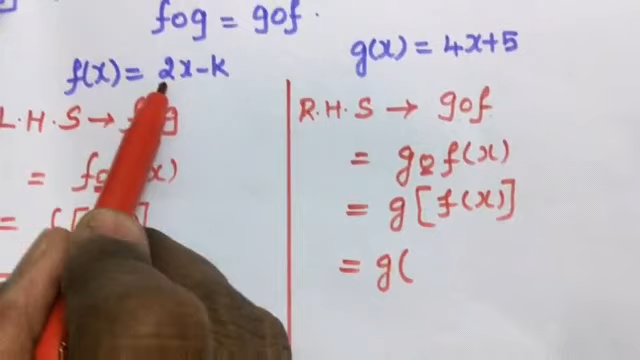 fog = gof.
f(x) = 2x-k
g(x) = 4x+5
L.H.S →
=
=
R.H.S → gof
= gof(x)
= g[f(x)]
= g(